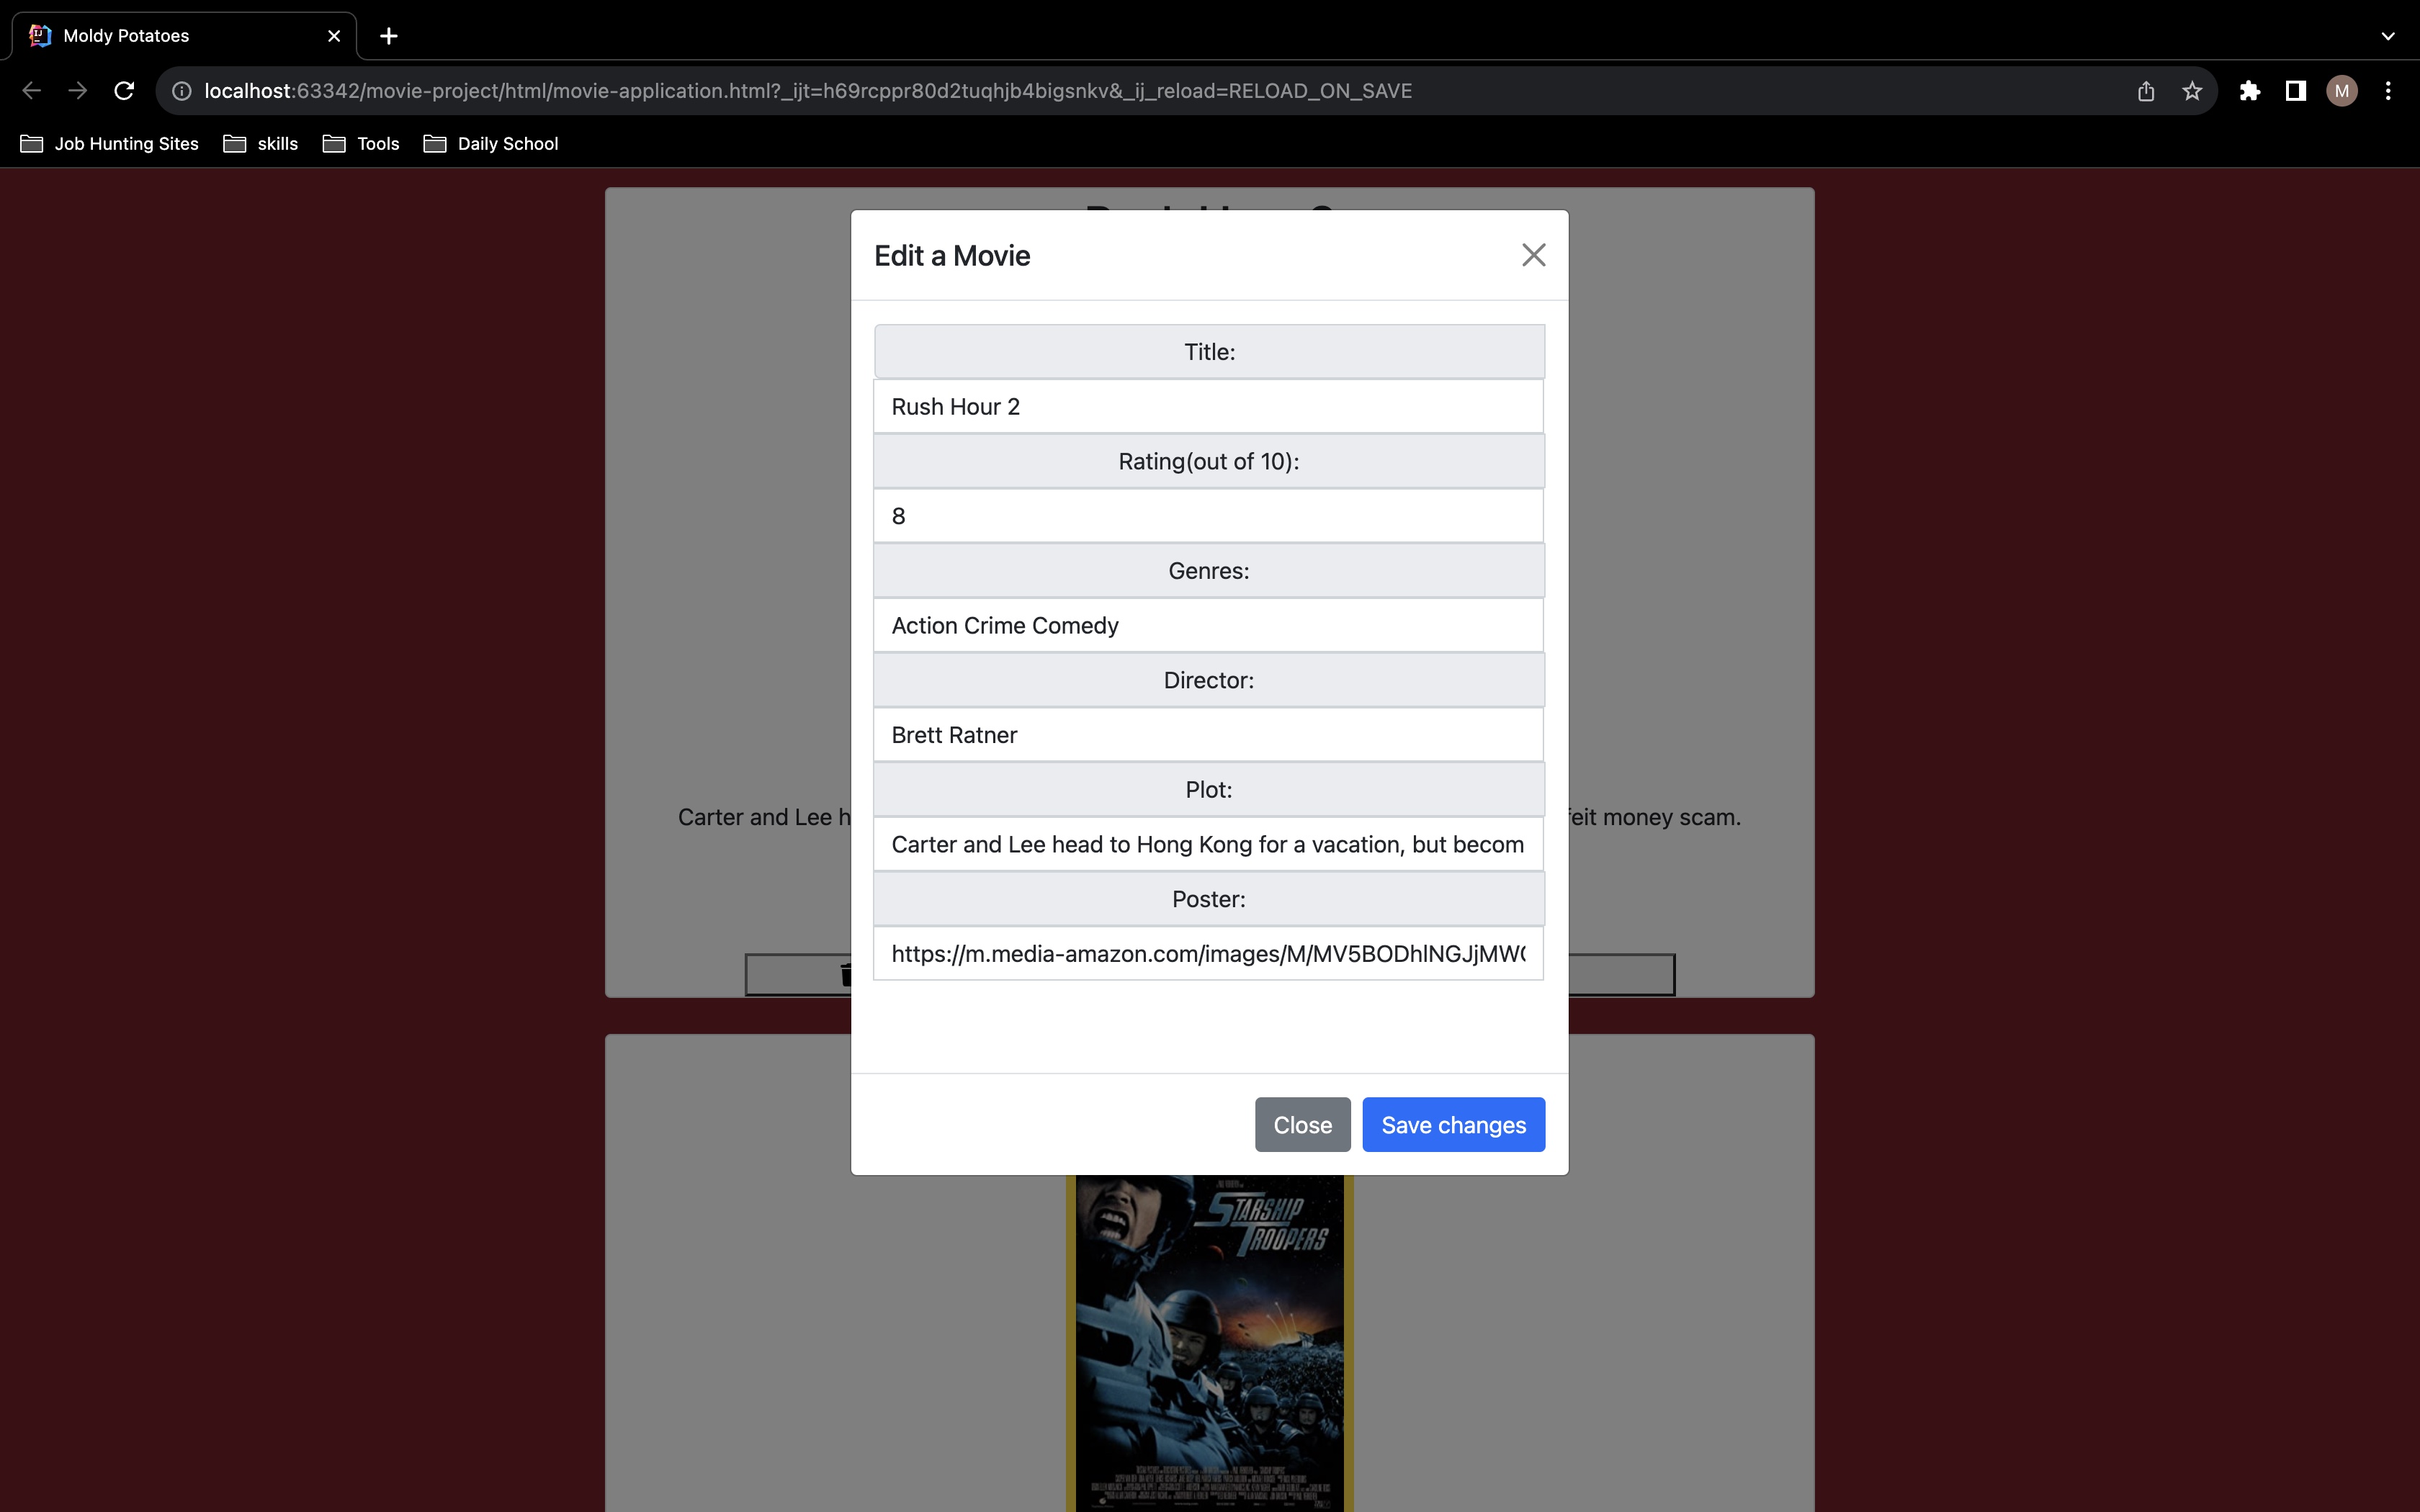 Moldy Potatoes
localhost:63342/movie-project/html/movie-application.html?_ijt=h69rcppr80d2tuqhjb4bigsnkv&_ij_reload=RELOAD_ON_SAVE
M
Job Hunting Sites skills Tools Daily School
Edit a Movie
Title:
Rush Hour 2
Rating(out of 10):
8
Genres:
Action Crime Comedy
Director:
Brett Ratner
Plot:
Carter and Lee h
feit money scam.
Carter and Lee head to Hong Kong for a vacation, but becom
Poster:
https://m.media-amazon.com/images/M/MV5BODhlNGJjMW
Close Save changes
STARSHIP
TROOPERS